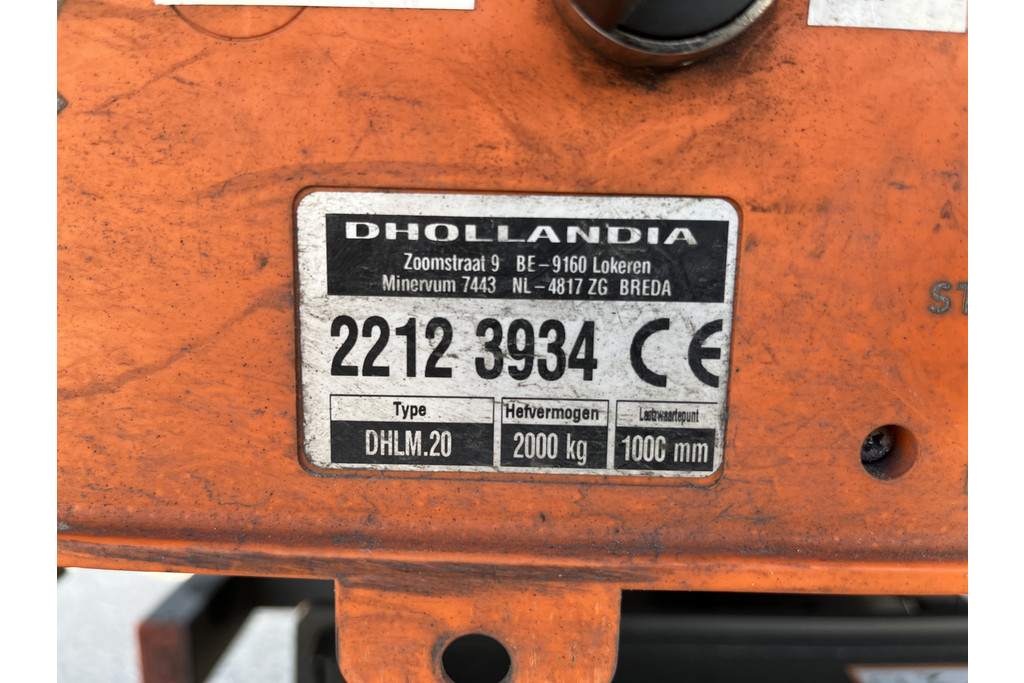 DHOLLANDIA
Zoomstraat 9 BE-9160 Lokeren
Minervum 7443 NL-4817 ZG BREDA
2212 3934 CE
Type Hefvermogen Lastzwaartepunt
DHLM.20 2000 kg 1000 mm
ST